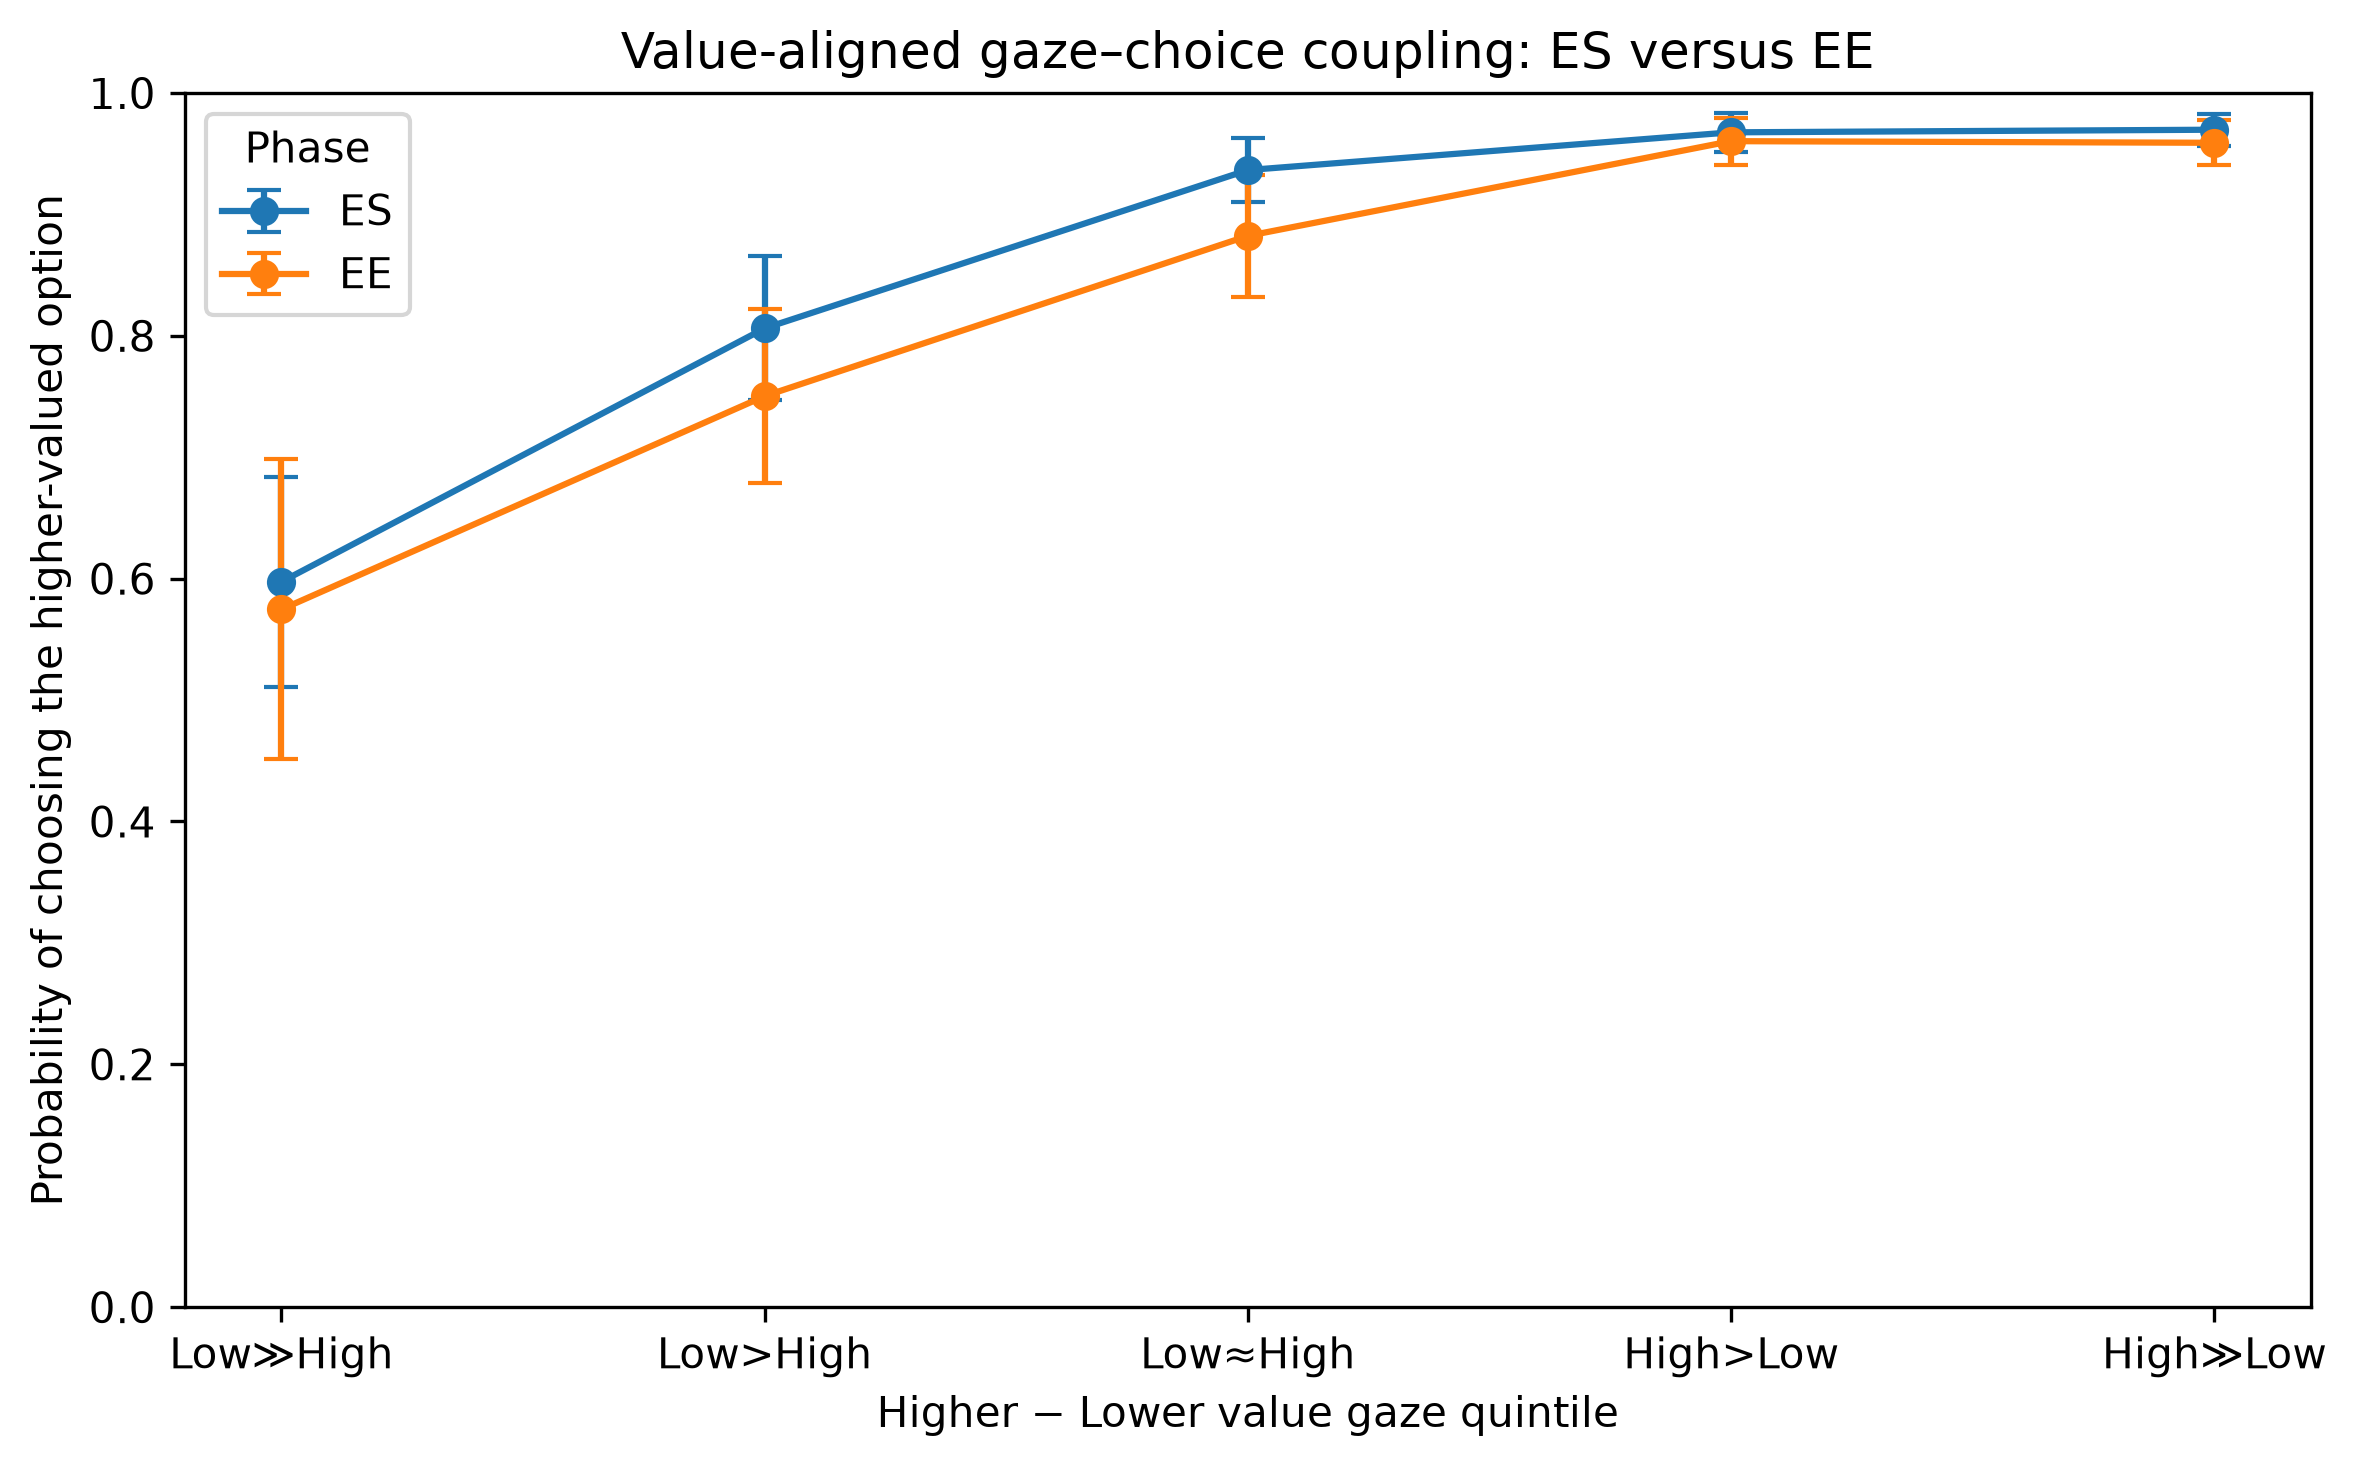 Value-aligned gaze–choice coupling: ES versus EE
Probability of choosing the higher-valued option
1.0
0.8
0.6
0.4
0.2
0.0
Phase
ES
EE
Low≫High
Low>High
Low≈High
High>Low
High≫Low
Higher − Lower value gaze quintile